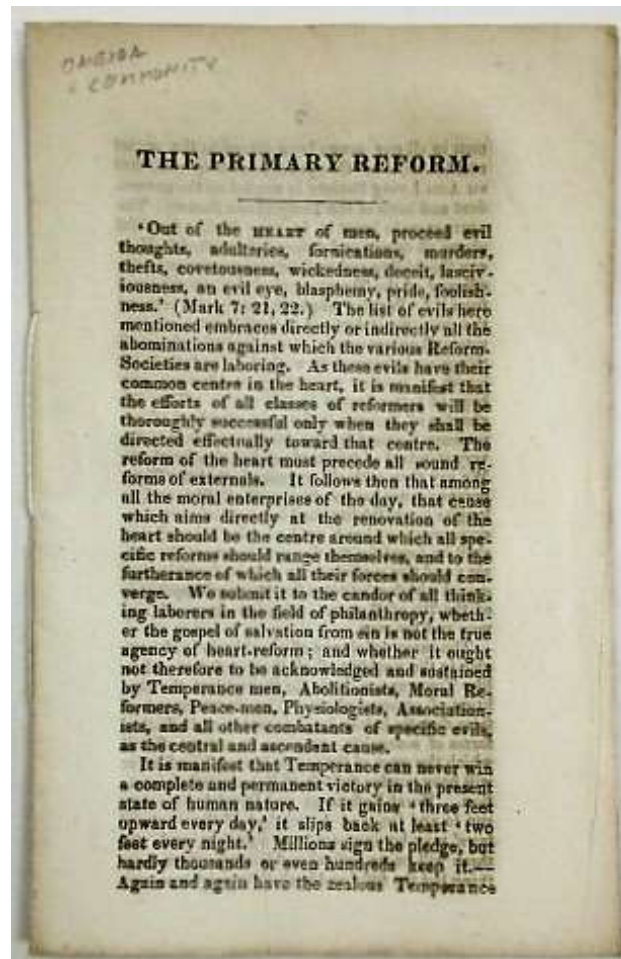 ONEIDA
COMMUNITY
THE PRIMARY REFORM.
'Out of the HEART of men, proceed evil
thoughts, adulteries, fornications, murders,
thefts, covetousness, wickedness, deceit, lasciv-
iousness, an evil eye, blasphemy, pride, foolish-
ness.' (Mark 7: 21, 22.) The list of evils here
mentioned embraces directly or indirectly all the
abominations against which the various Reform-
Societies are laboring. As these evils have their
common centre in the heart, it is manifest that
the efforts of all classes of reformers will be
thoroughly successful only when they shall be
directed effectually toward that centre. The
reform of the heart must precede all sound re-
forms of externals. It follows then that among
all the moral enterprises of the day, that cause
which aims directly at the renovation of the
heart should be the centre around which all spe-
cific reforms should range themselves, and to the
furtherance of which all their forces should con-
verge. We submit it to the candor of all think-
ing laborers in the field of philanthropy, wheth-
er the gospel of salvation from sin is not the true
agency of heart-reform; and whether it ought
not therefore to be acknowledged and sustained
by Temperance men, Abolitionists, Moral Re-
formers, Peace-men, Physiologists, Association-
ists, and all other combatants of specific evils,
as the central and ascendant cause.
It is manifest that Temperance can never win
a complete and permanent victory in the present
state of human nature. If it gains 'three feet
upward every day,' it slips back at least 'two
feet every night.' Millions sign the pledge, but
hardly thousands or even hundreds keep it.—
Again and again have the zealous Temperance